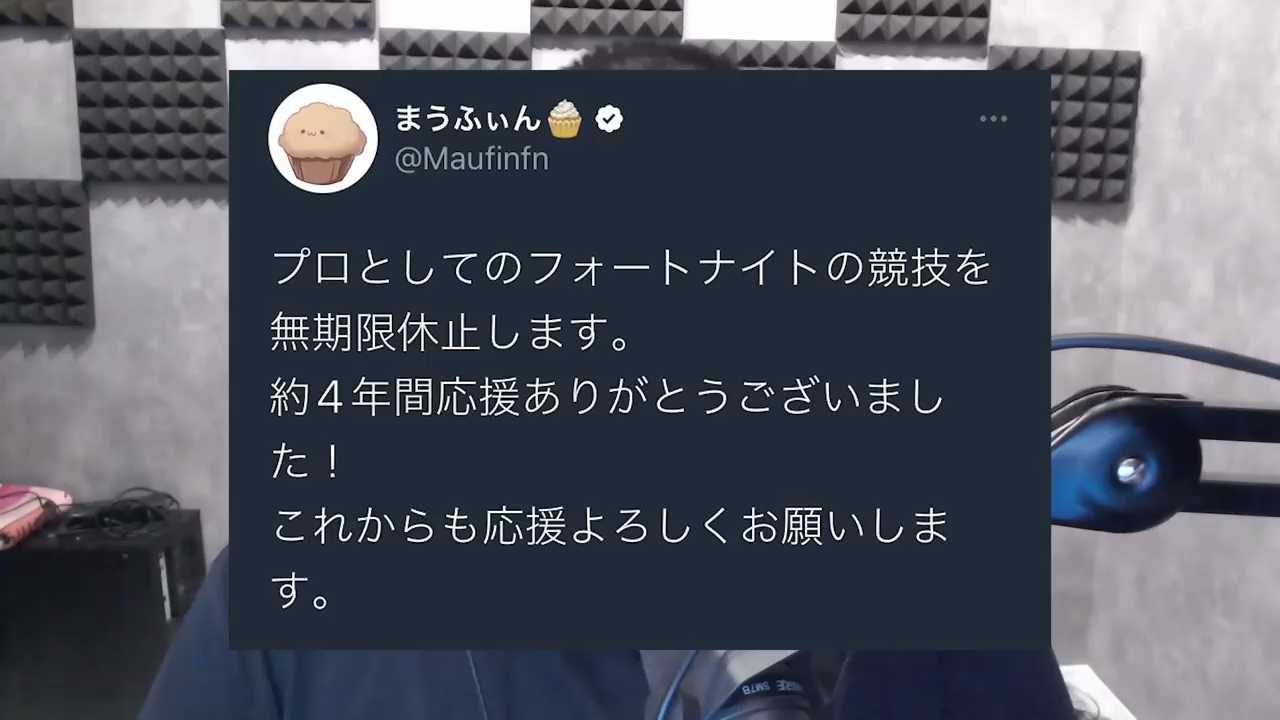 まうふぃん🧁
@Maufinfn
プロとしてのフォートナイトの競技を
無期限休止します。
約4年間応援ありがとうございまし
た！
これからも応援よろしくお願いしま
す。
SM7B